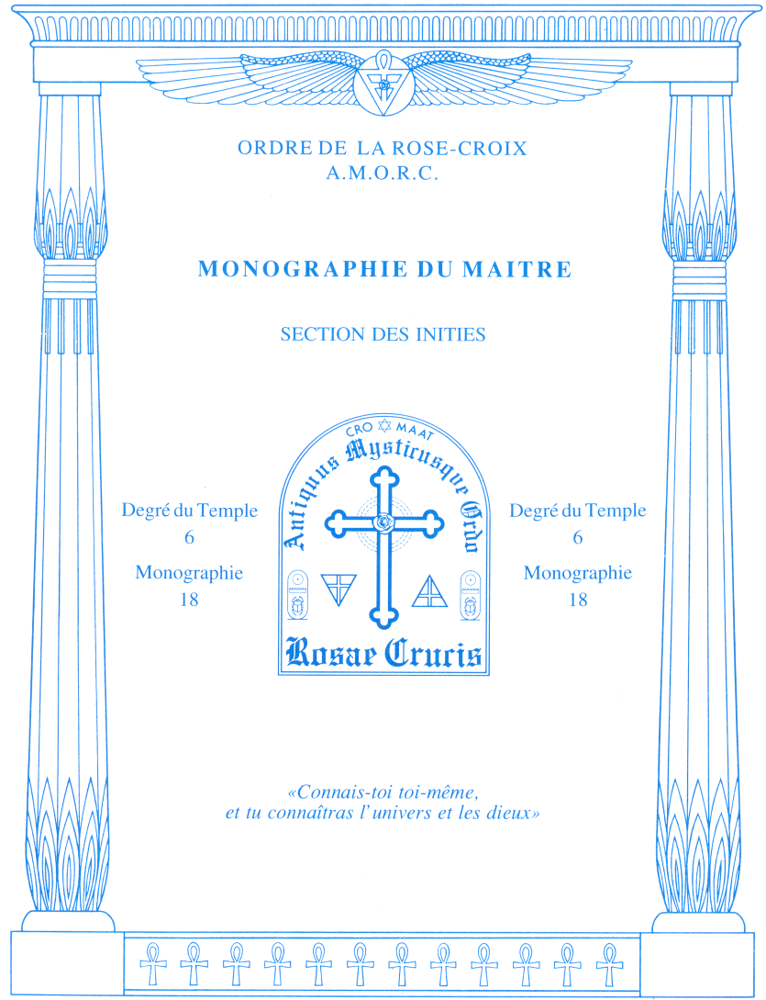 ORDRE DE LA ROSE-CROIX
A.M.O.R.C.
MONOGRAPHIE DU MAITRE
SECTION DES INITIES
CRO MAAT
Antiquus Mysticusque Ordo
Degré du Temple
6
Monographie
18
Degré du Temple
6
Monographie
18
Rosae Crucis
«Connais-toi toi-même,
et tu connaîtras l'univers et les dieux»